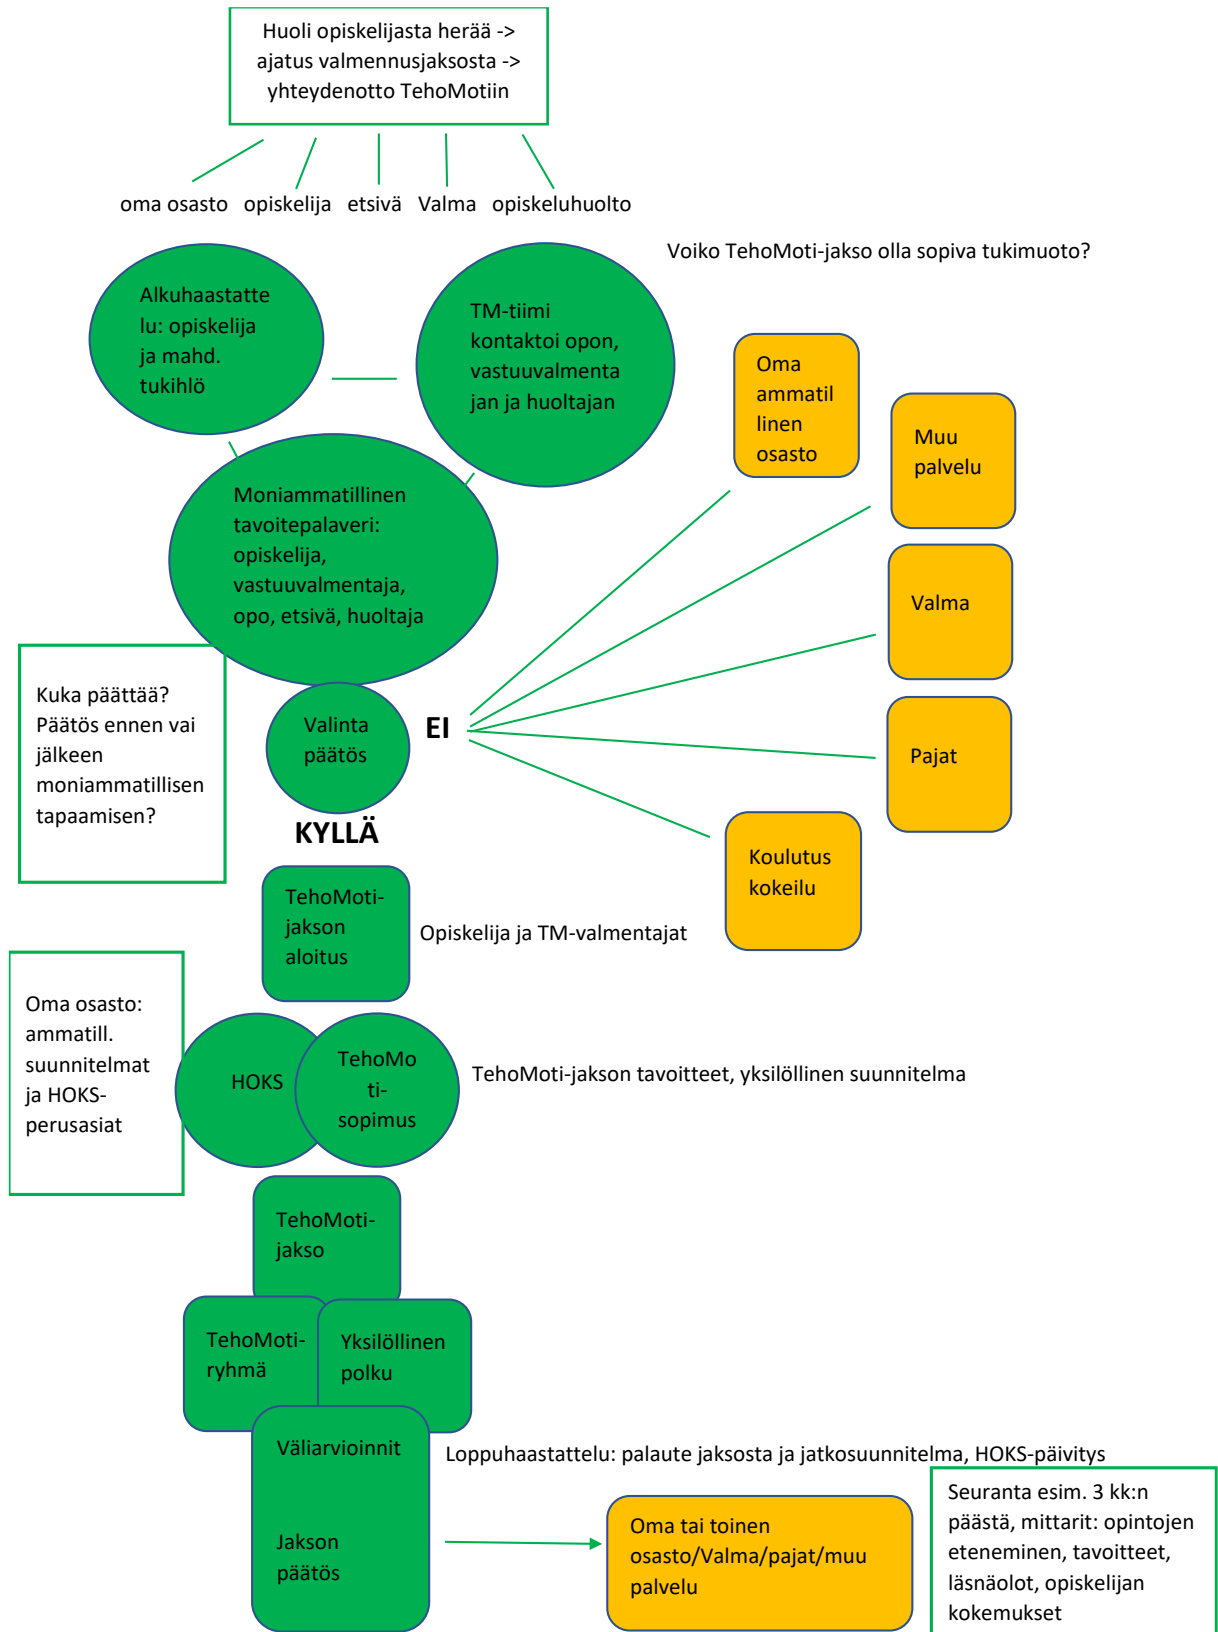 Huoli opiskelijasta herää ->
ajatus valmennusjaksosta ->
yhteydenotto TehoMotiin
oma osasto opiskelija etsivä Valma opiskeluhuolto
Voiko TehoMoti-jakso olla sopiva tukimuoto?
Alkuhaastatte
lu: opiskelija
ja mahd.
tukihlö
TM-tiimi
kontaktoi opon,
vastuuvalmenta
jan ja huoltajan
Moniammatillinen
tavoitepalaveri:
opiskelija,
vastuuvalmentaja,
opo, etsivä, huoltaja
Oma
ammatil
linen
osasto
Muu
palvelu
Valma
Pajat
Koulutus
kokeilu
Kuka päättää?
Päätös ennen vai
jälkeen
moniammatillisen
tapaamisen?
Valinta
päätös
EI
KYLLÄ
TehoMoti-
jakson
aloitus
Opiskelija ja TM-valmentajat
Oma osasto:
ammatill.
suunnitelmat
ja HOKS-
perusasiat
HOKS
TehoMo
ti-
sopimus
TehoMoti-jakson tavoitteet, yksilöllinen suunnitelma
TehoMoti-
jakso
TehoMoti-
ryhmä
Yksilöllinen
polku
Väliarvioinnit
Jakson
päätös
Loppuhaastattelu: palaute jaksosta ja jatkosuunnitelma, HOKS-päivitys
Oma tai toinen
osasto/Valma/pajat/muu
palvelu
Seuranta esim. 3 kk:n
päästä, mittarit: opintojen
eteneminen, tavoitteet,
läsnäolot, opiskelijan
kokemukset